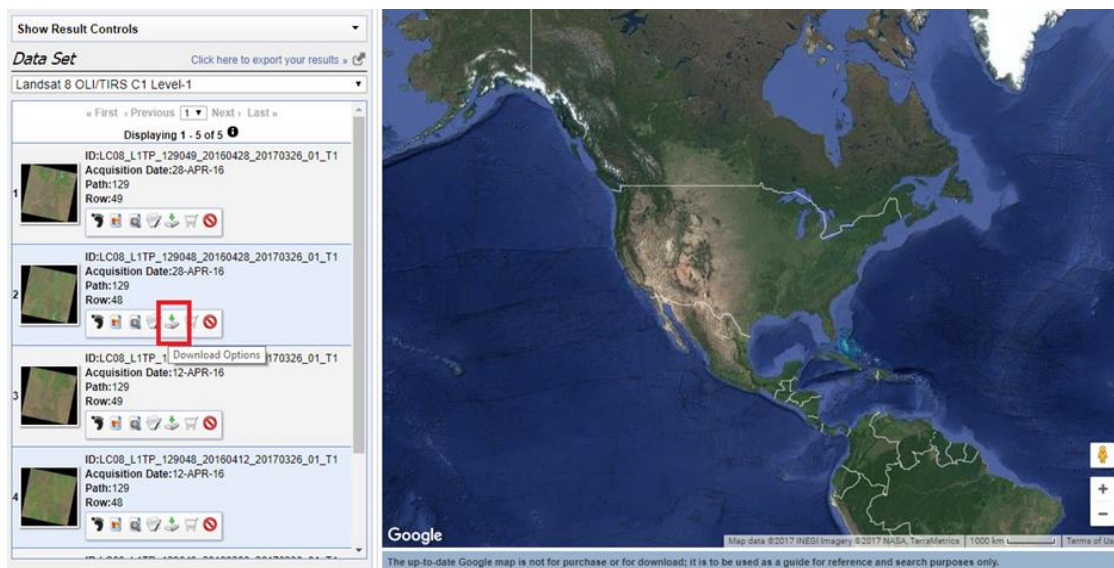 Show Result Controls
Data Set
Click here to export your results »
Landsat 8 OLI/TIRS C1 Level-1
« First ‹ Previous 1 Next › Last »
Displaying 1 - 5 of 5
1
ID:LC08_L1TP_129049_20160428_20170326_01_T1
Acquisition Date:28-APR-16
Path:129
Row:49
2
ID:LC08_L1TP_129048_20160428_20170326_01_T1
Acquisition Date:28-APR-16
Path:129
Row:48
Download Options
3
ID:LC08_L1TP_1 70326_01_T1
Acquisition Date:12-APR-16
Path:129
Row:49
4
ID:LC08_L1TP_129048_20160412_20170326_01_T1
Acquisition Date:12-APR-16
Path:129
Row:48
Google
Map data ©2017 INEGI Imagery ©2017 NASA, TerraMetrics
1000 km
Terms of Us
The up-to-date Google map is not for purchase or for download; it is to be used as a guide for reference and search purposes only.